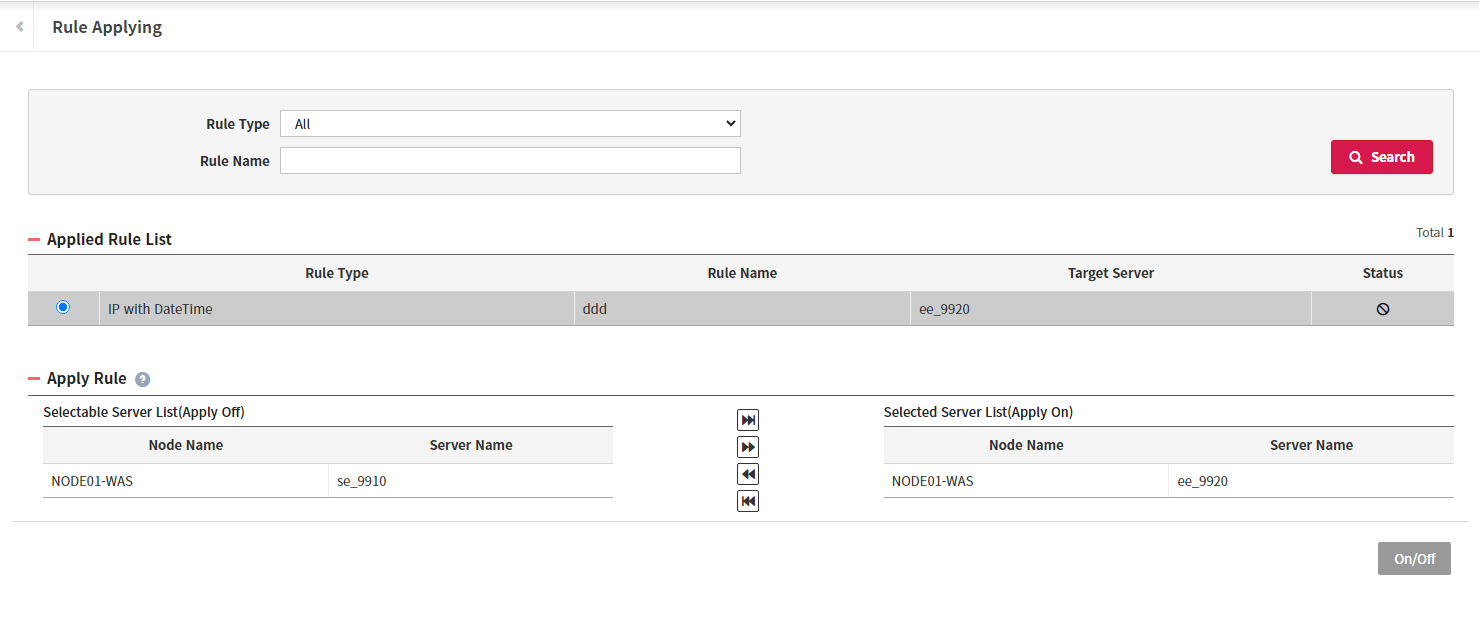 Rule Applying
Rule Type All
Rule Name
Search
Applied Rule List Total 1
Rule Type Rule Name Target Server Status
IP with DateTime ddd ee_9920
Apply Rule ?
Selectable Server List(Apply Off) Selected Server List(Apply On)
Node Name Server Name Node Name Server Name
NODE01-WAS se_9910 NODE01-WAS ee_9920
On/Off